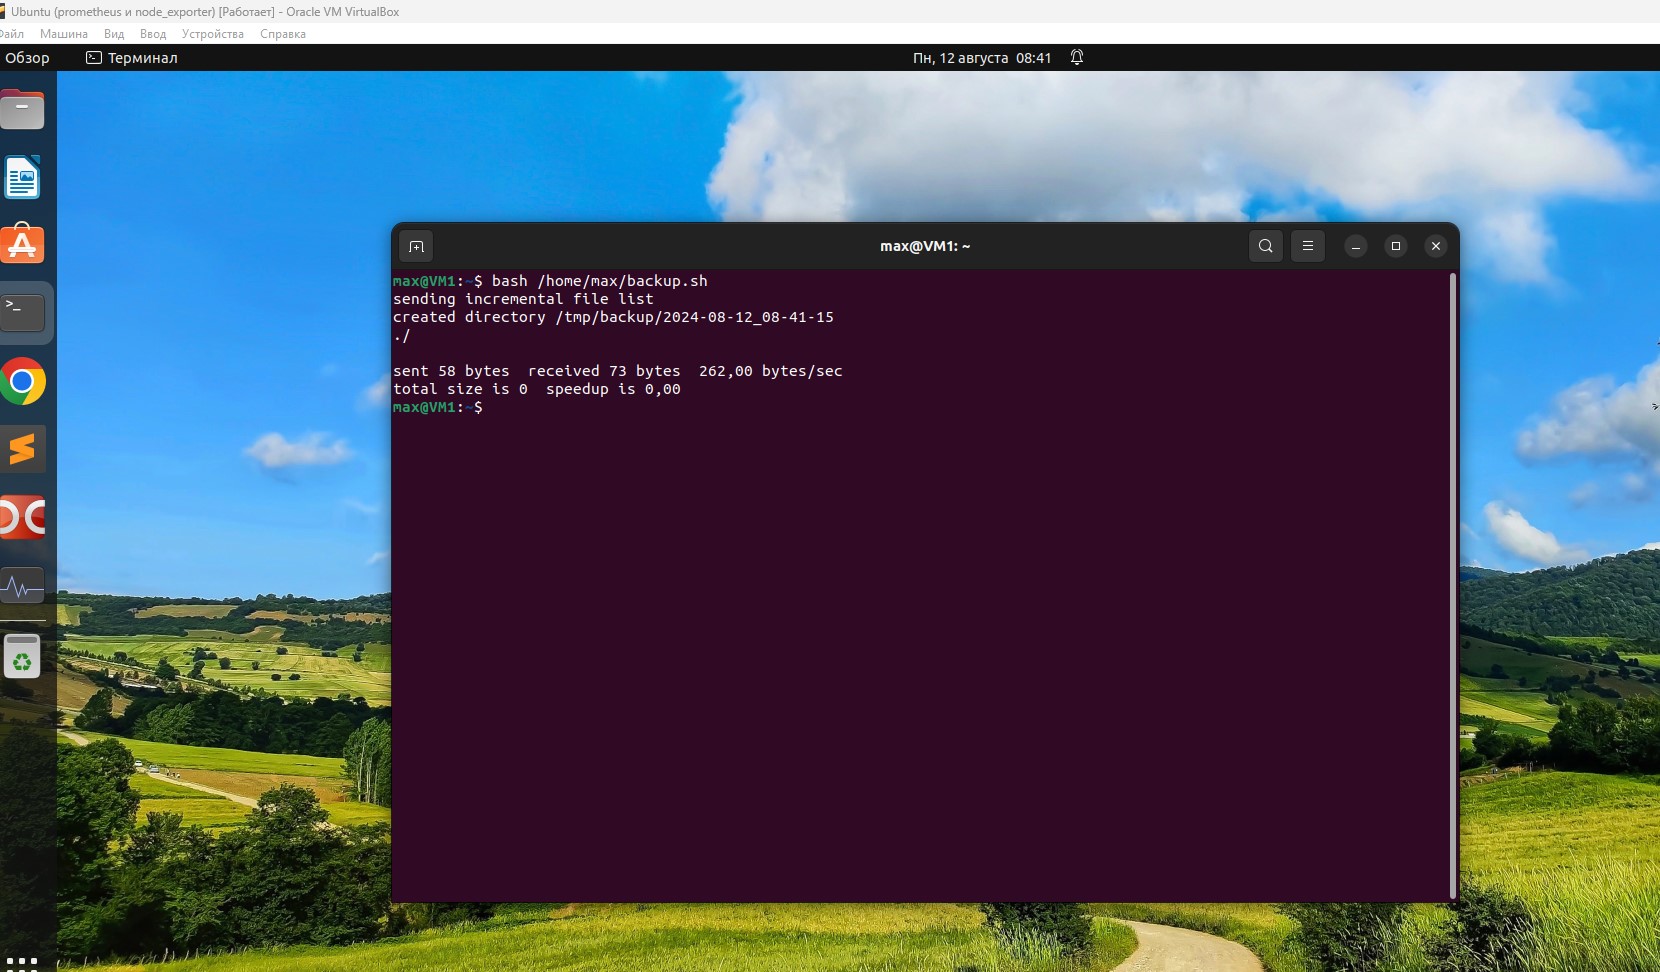 Ubuntu (prometheus и node_exporter) [Работает] - Oracle VM VirtualBox
Файл Машина Вид Ввод Устройства Справка
Обзор Терминал Пн, 12 августа 08:41
max@VM1: ~
max@VM1:~$ bash /home/max/backup.sh
sending incremental file list
created directory /tmp/backup/2024-08-12_08-41-15
./
sent 58 bytes  received 73 bytes  262,00 bytes/sec
total size is 0  speedup is 0,00
max@VM1:~$